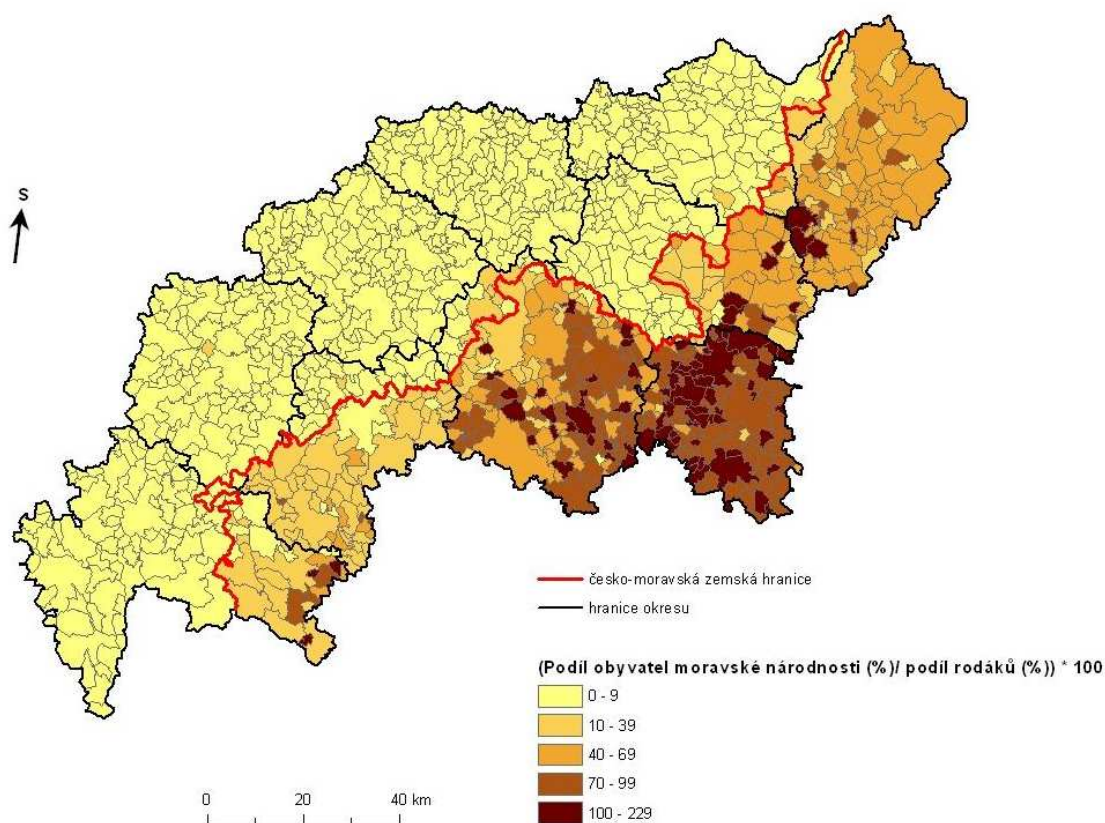 S
česko-moravská zemská hranice
hranice okresu
(Podíl obyvatel moravské národnosti (%)/ podíl rodáků (%)) * 100
0 - 9
10 - 39
40 - 69
70 - 99
100 - 229
0 20 40 km